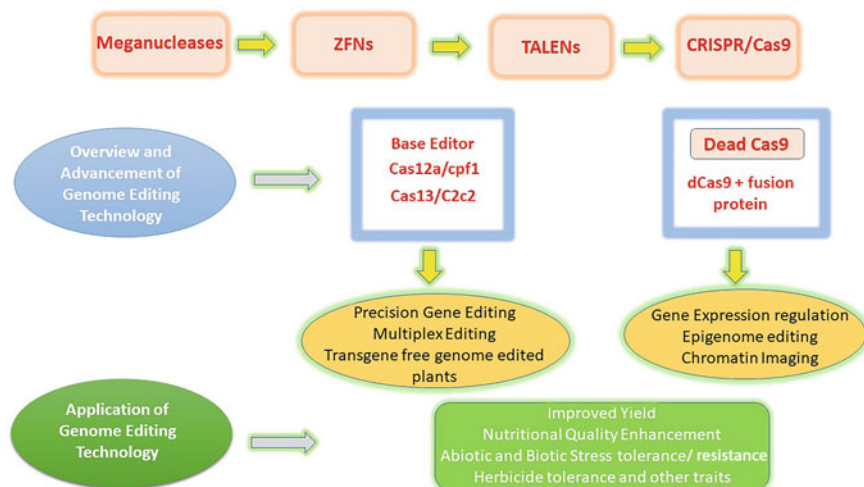 Meganucleases
ZFNs
TALENs
CRISPR/Cas9
Overview and
Advancement of
Genome Editing
Technology
Base Editor
Cas12a/cpf1
Cas13/C2c2
Dead Cas9
dCas9 + fusion
protein
Precision Gene Editing
Multiplex Editing
Transgene free genome edited
plants
Gene Expression regulation
Epigenome editing
Chromatin Imaging
Application of
Genome Editing
Technology
Improved Yield
Nutritional Quality Enhancement
Abiotic and Biotic Stress tolerance/ resistance
Herbicide tolerance and other traits